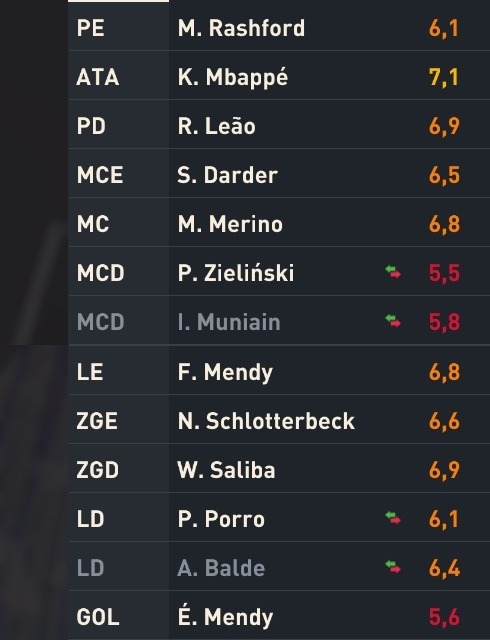 PE M. Rashford 6,1
ATA K. Mbappé 7,1
PD R. Leão 6,9
MCE S. Darder 6,5
MC M. Merino 6,8
MCD P. Zieliński 5,5
MCD I. Muniain 5,8
LE F. Mendy 6,8
ZGE N. Schlotterbeck 6,6
ZGD W. Saliba 6,9
LD P. Porro 6,1
LD A. Balde 6,4
GOL É. Mendy 5,6